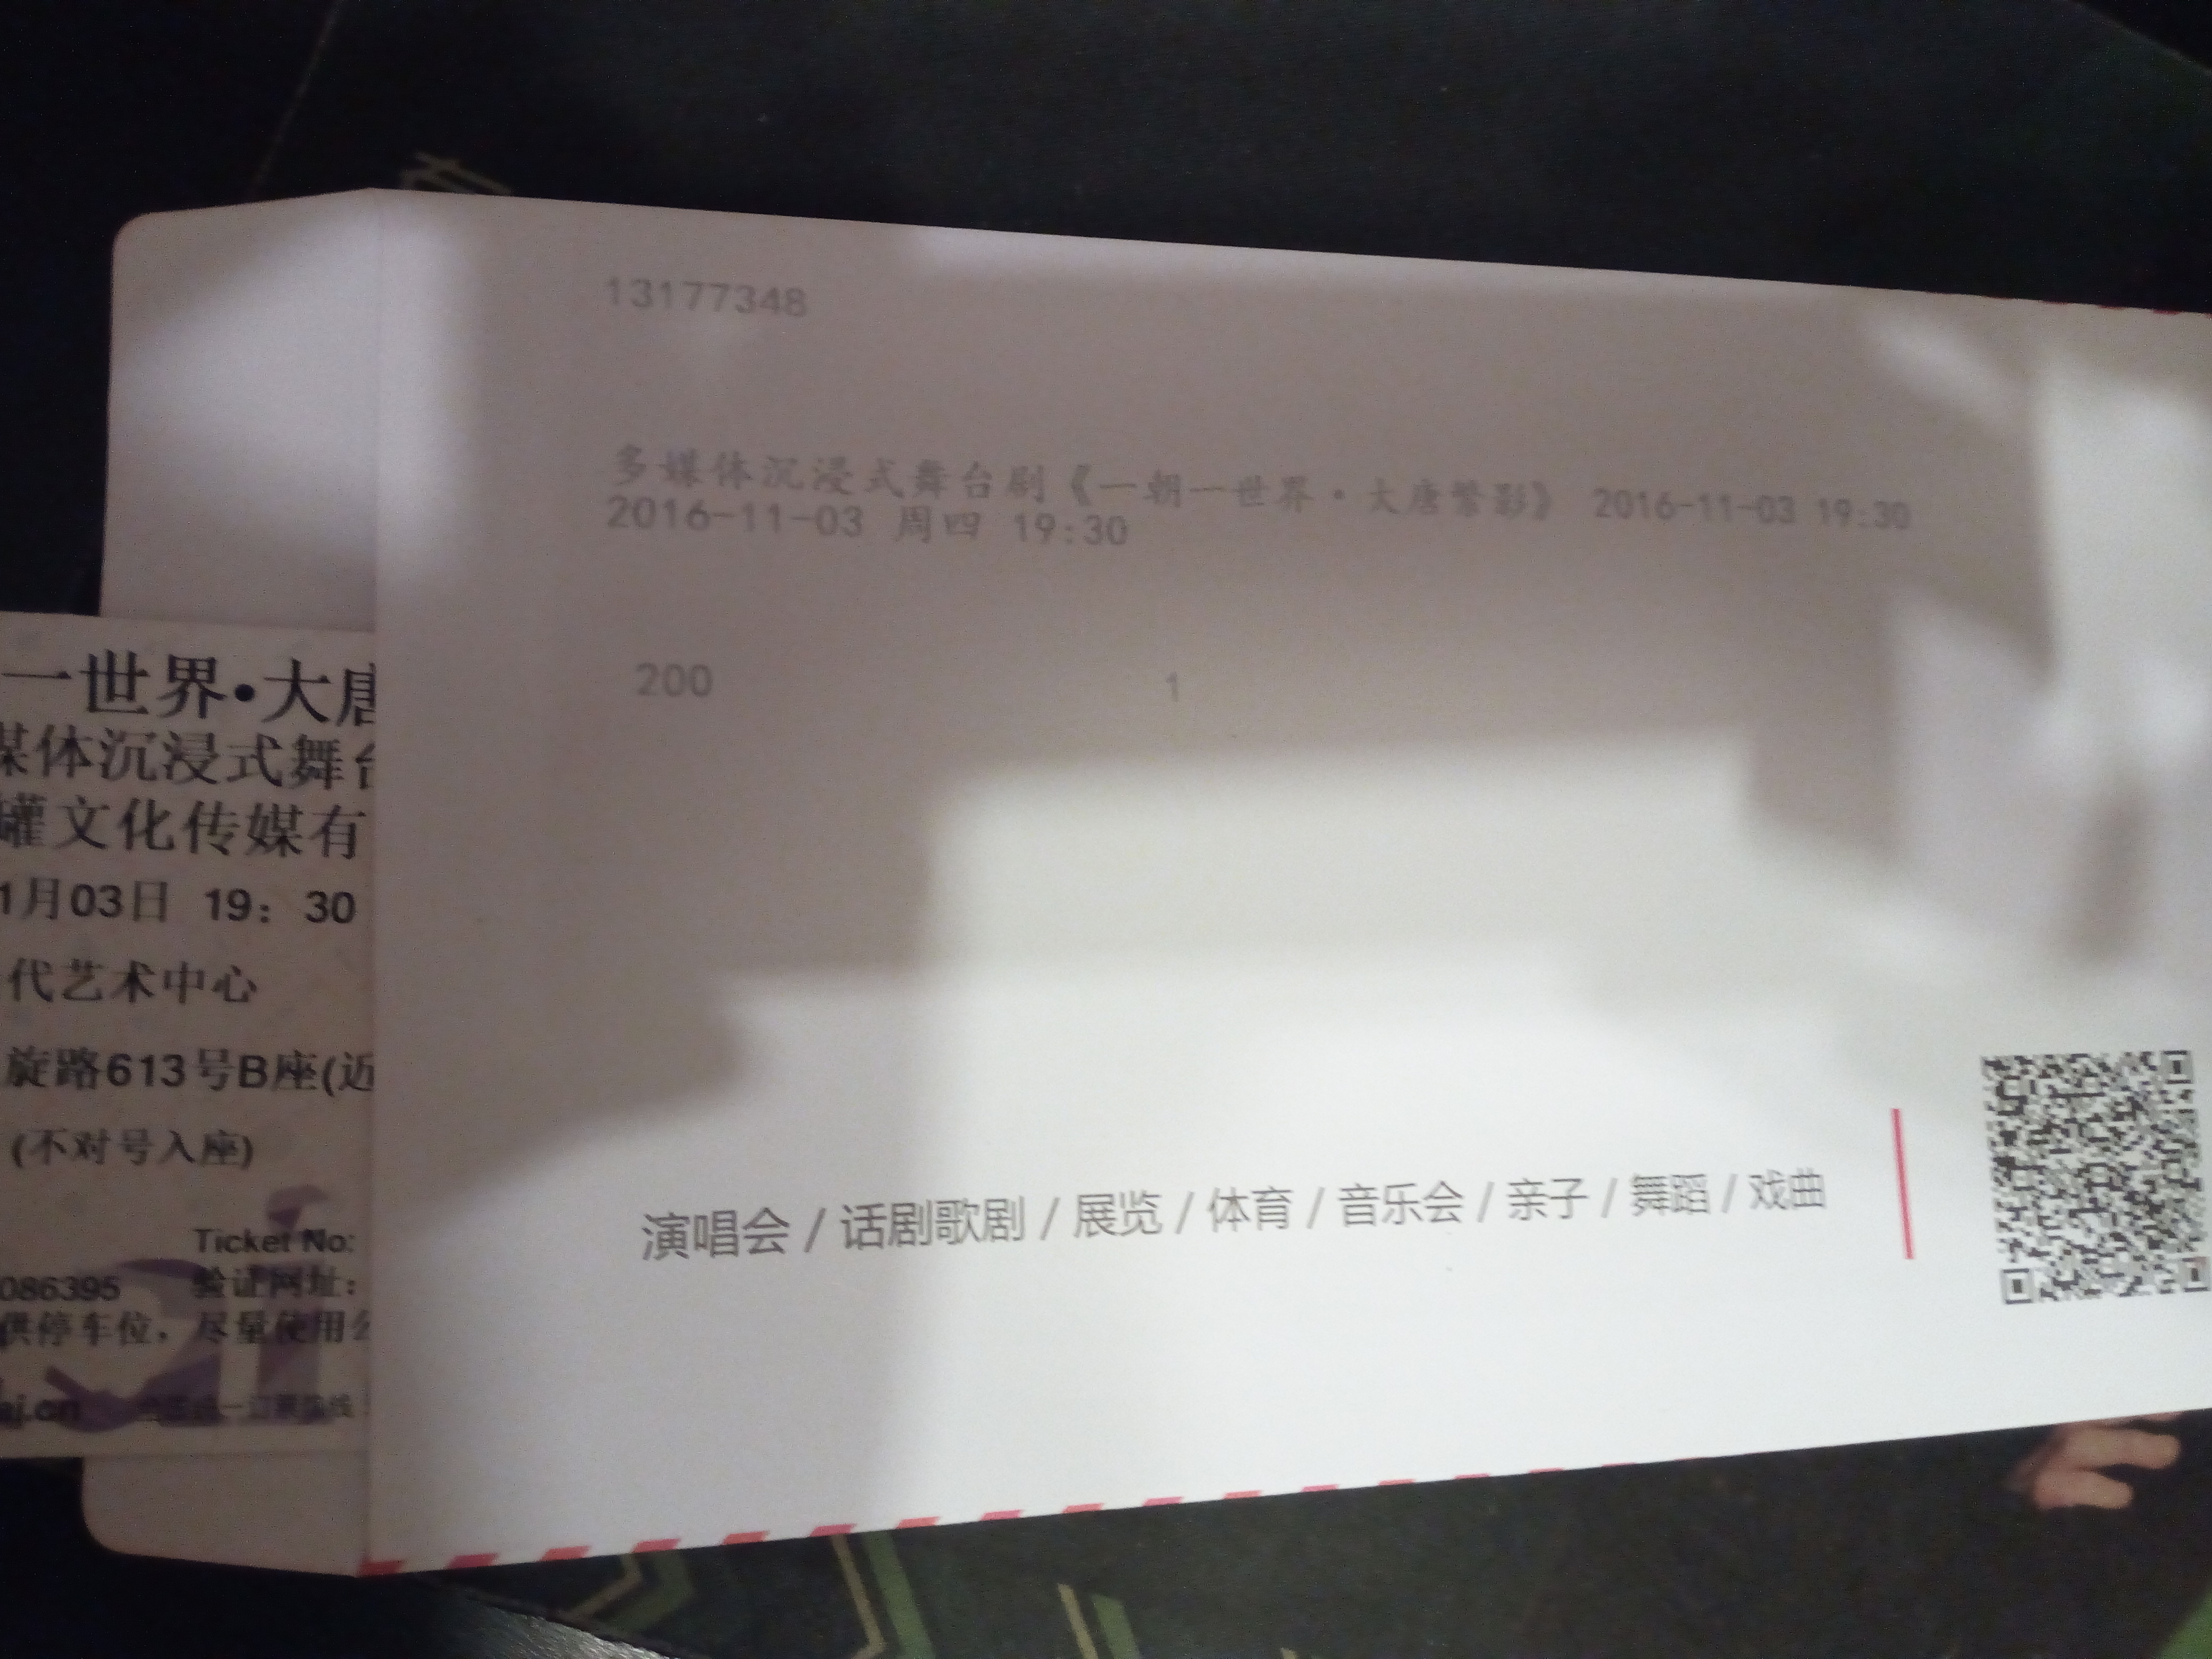 13177348
多媒体沉浸式舞台剧《一朝一世界·大唐繁影》 2016-11-03 19:30
2016-11-03 周四 19:30
200 1
演唱会 / 话剧歌剧 / 展览 / 体育 / 音乐会 / 亲子 / 舞蹈 / 戏曲
一世界·大唐
媒体沉浸式舞台
罐文化传媒有
1月03日 19：30
代艺术中心
旋路613号B座(近
(不对号入座)
Ticket No:
086395 验证网址:
供停车位，尽量使用公